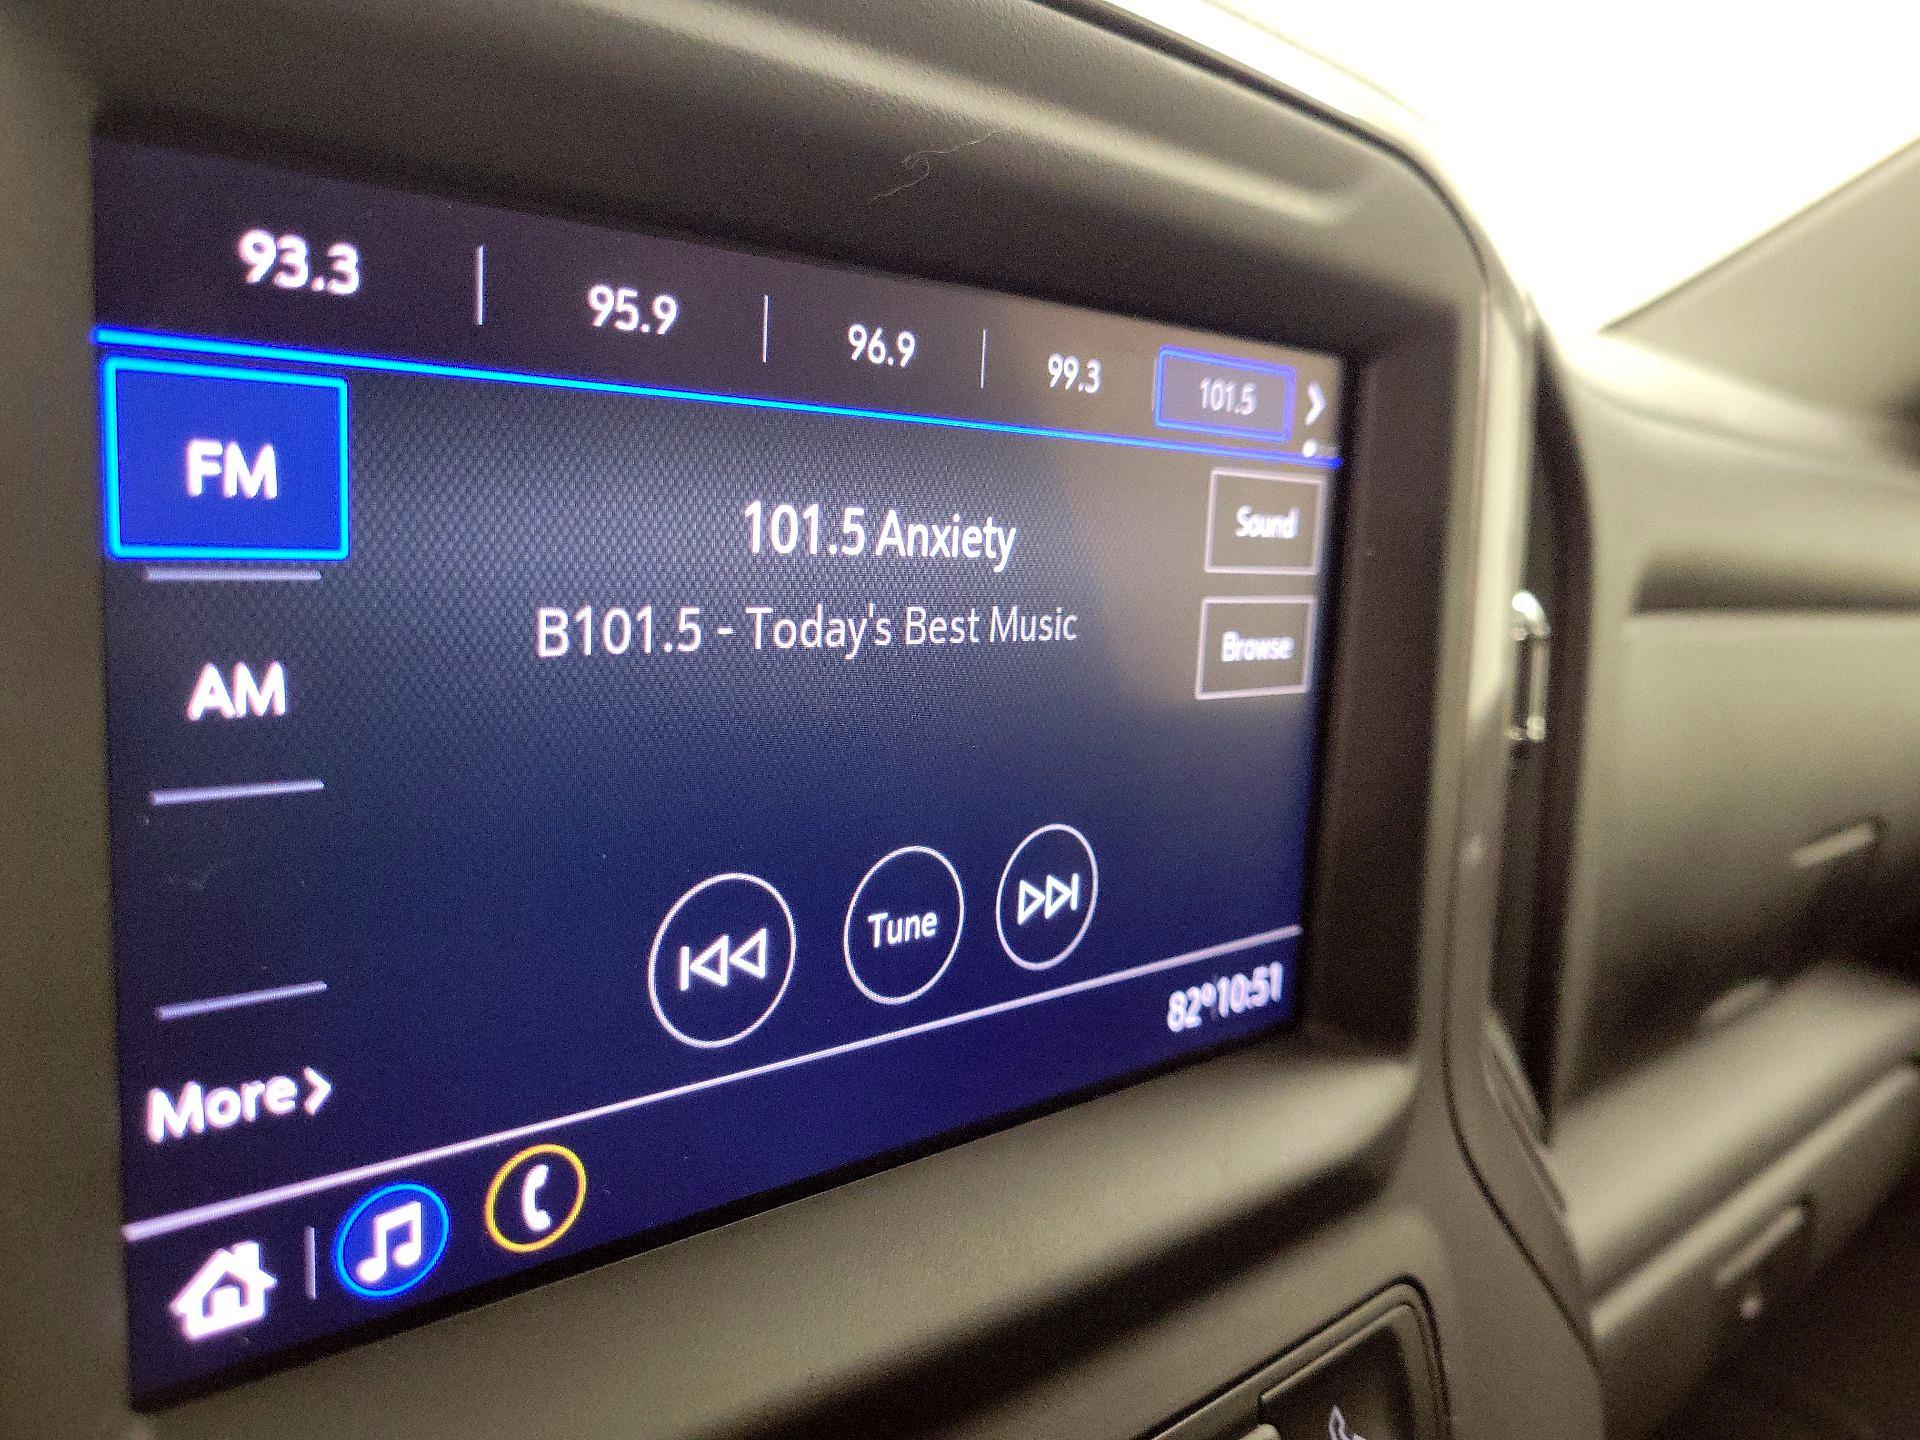 93.3
95.9
96.9
99.3
101.5
FM
101.5 Anxiety
Sound
B101.5 - Today's Best Music
Browse
AM
Tune
82° 10:51
More